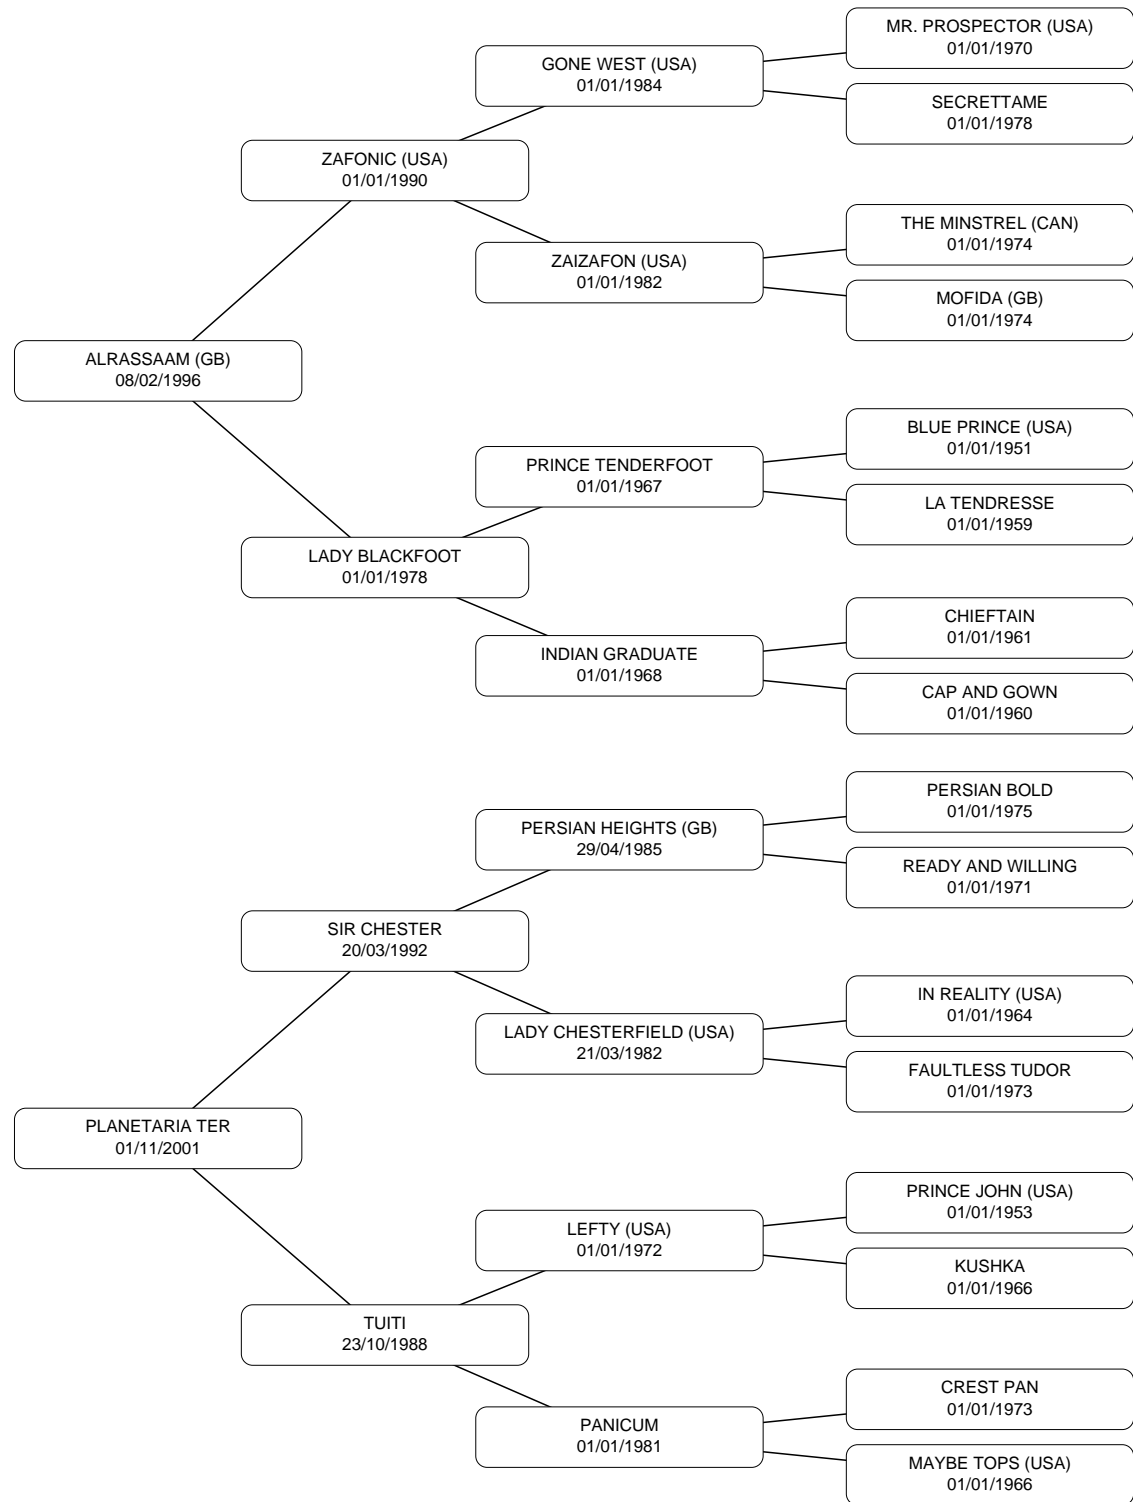 MR. PROSPECTOR (USA)
01/01/1970
GONE WEST (USA)
01/01/1984
SECRETTAME
01/01/1978
ZAFONIC (USA)
01/01/1990
THE MINSTREL (CAN)
01/01/1974
ZAIZAFON (USA)
01/01/1982
MOFIDA (GB)
01/01/1974
ALRASSAAM (GB)
08/02/1996
BLUE PRINCE (USA)
01/01/1951
PRINCE TENDERFOOT
01/01/1967
LA TENDRESSE
01/01/1959
LADY BLACKFOOT
01/01/1978
CHIEFTAIN
01/01/1961
INDIAN GRADUATE
01/01/1968
CAP AND GOWN
01/01/1960
PERSIAN BOLD
01/01/1975
PERSIAN HEIGHTS (GB)
29/04/1985
READY AND WILLING
01/01/1971
SIR CHESTER
20/03/1992
IN REALITY (USA)
01/01/1964
LADY CHESTERFIELD (USA)
21/03/1982
FAULTLESS TUDOR
01/01/1973
PLANETARIA TER
01/11/2001
PRINCE JOHN (USA)
01/01/1953
LEFTY (USA)
01/01/1972
KUSHKA
01/01/1966
TUITI
23/10/1988
CREST PAN
01/01/1973
PANICUM
01/01/1981
MAYBE TOPS (USA)
01/01/1966